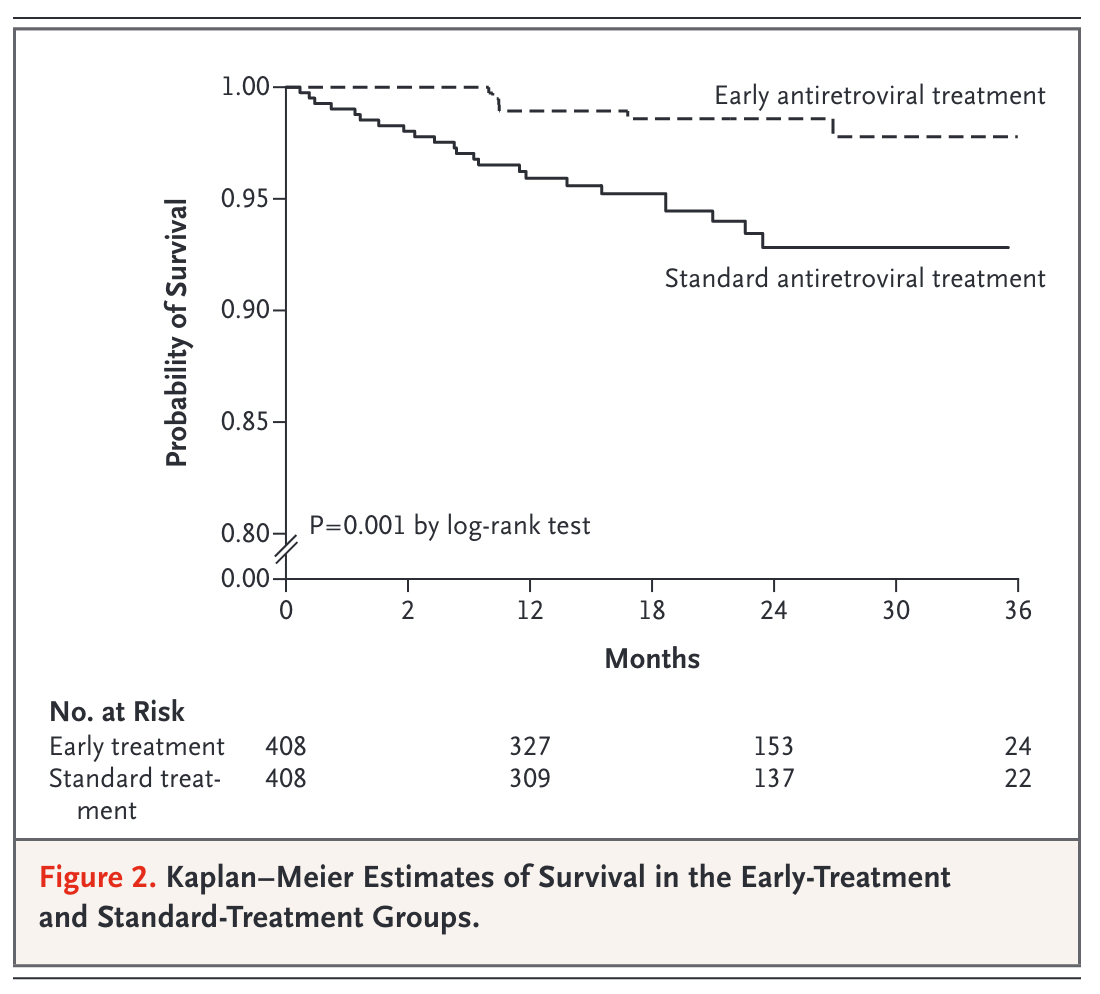 1.00
Early antiretroviral treatment
0.95
Standard antiretroviral treatment
0.90
0.85
0.80
P=0.001 by log-rank test
0.00
Probability of Survival
0 2 12 18 24 30 36
Months
No. at Risk
Early treatment 408 327 153 24
Standard treat- 408 309 137 22
ment
Figure 2. Kaplan–Meier Estimates of Survival in the Early-Treatment
and Standard-Treatment Groups.